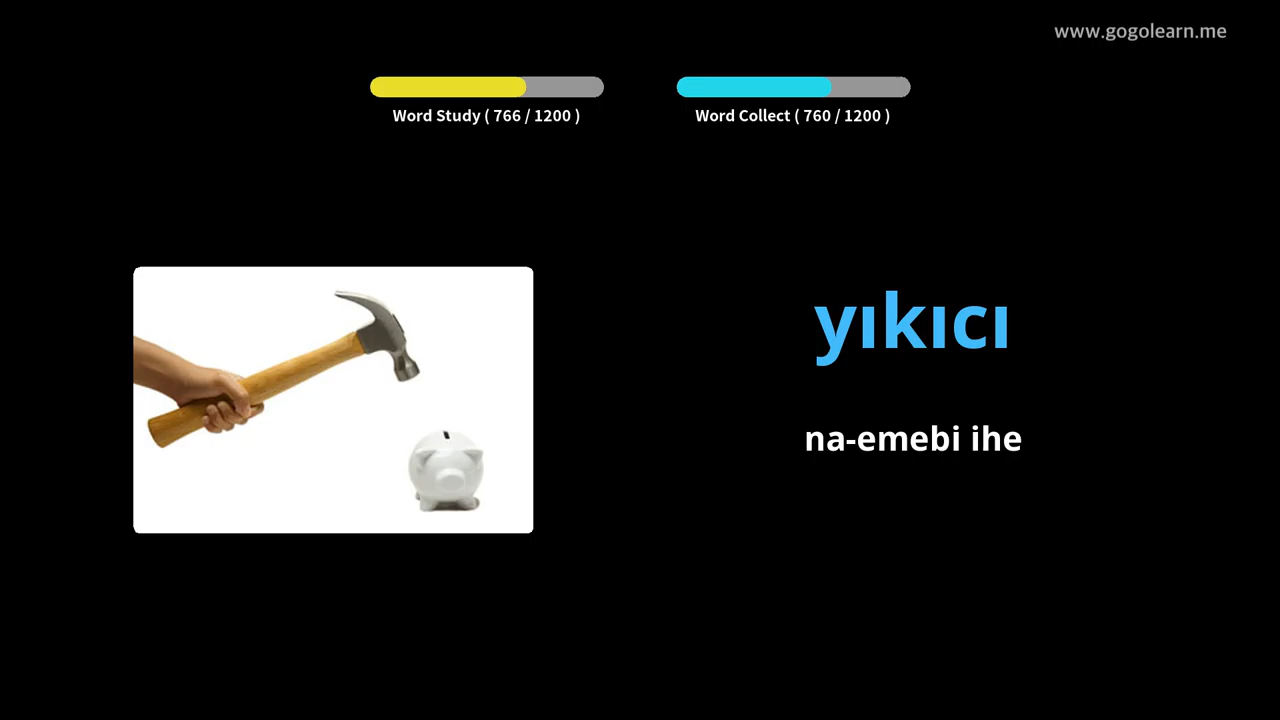 www.gogolearn.me
Word Study ( 766 / 1200 )
Word Collect ( 760 / 1200 )
yıkıcı
na-emebi ihe